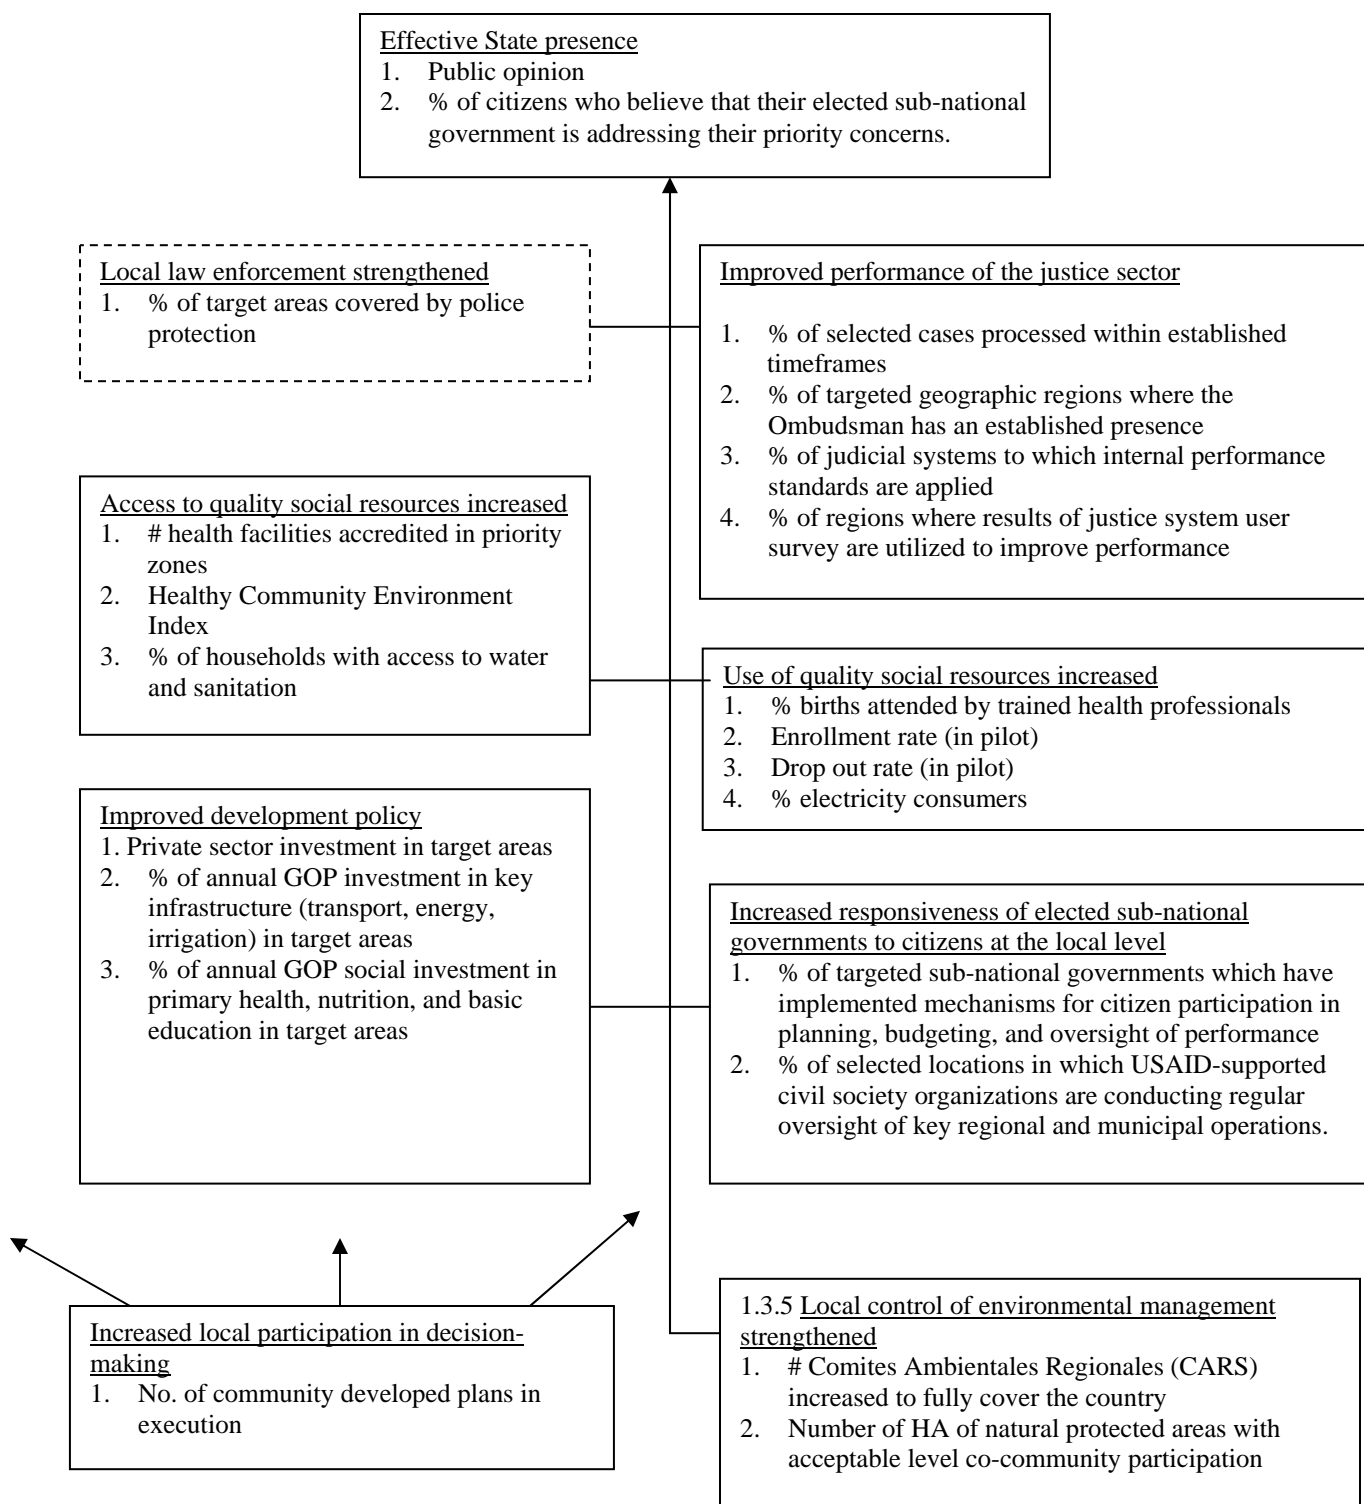 Effective State presence
1. Public opinion
2. % of citizens who believe that their elected sub-national
government is addressing their priority concerns.
Local law enforcement strengthened
1. % of target areas covered by police
protection
Improved performance of the justice sector
1. % of selected cases processed within established
timeframes
2. % of targeted geographic regions where the
Ombudsman has an established presence
3. % of judicial systems to which internal performance
standards are applied
4. % of regions where results of justice system user
survey are utilized to improve performance
Access to quality social resources increased
1. # health facilities accredited in priority
zones
2. Healthy Community Environment
Index
3. % of households with access to water
and sanitation
Use of quality social resources increased
1. % births attended by trained health professionals
2. Enrollment rate (in pilot)
3. Drop out rate (in pilot)
4. % electricity consumers
Improved development policy
1. Private sector investment in target areas
2. % of annual GOP investment in key
infrastructure (transport, energy,
irrigation) in target areas
3. % of annual GOP social investment in
primary health, nutrition, and basic
education in target areas
Increased responsiveness of elected sub-national
governments to citizens at the local level
1. % of targeted sub-national governments which have
implemented mechanisms for citizen participation in
planning, budgeting, and oversight of performance
2. % of selected locations in which USAID-supported
civil society organizations are conducting regular
oversight of key regional and municipal operations.
Increased local participation in decision-
making
1. No. of community developed plans in
execution
1.3.5 Local control of environmental management
strengthened
1. # Comites Ambientales Regionales (CARS)
increased to fully cover the country
2. Number of HA of natural protected areas with
acceptable level co-community participation